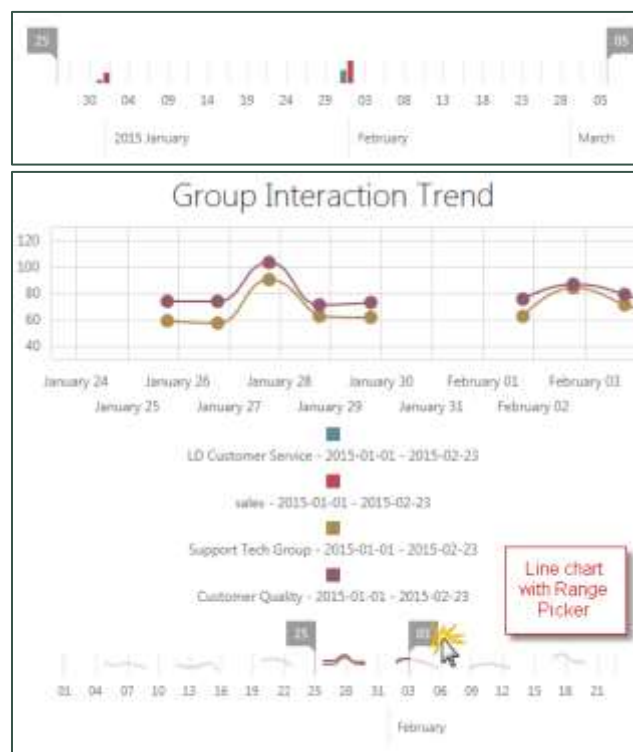 25 05
30 04 09 14 19 24 29 03 08 13 18 23 28 05
2015 January February March
Group Interaction Trend
120
100
80
60
40
January 24 January 26 January 28 January 30 February 01 February 03
January 25 January 27 January 29 January 31 February 02
LD Customer Service - 2015-01-01 - 2015-02-23
sales - 2015-01-01 - 2015-02-23
Support Tech Group - 2015-01-01 - 2015-02-23
Customer Quality - 2015-01-01 - 2015-02-23
Line chart
with Range
Picker
25 03
01 04 07 10 13 16 19 22 25 28 31 03 06 09 12 15 18 21
February